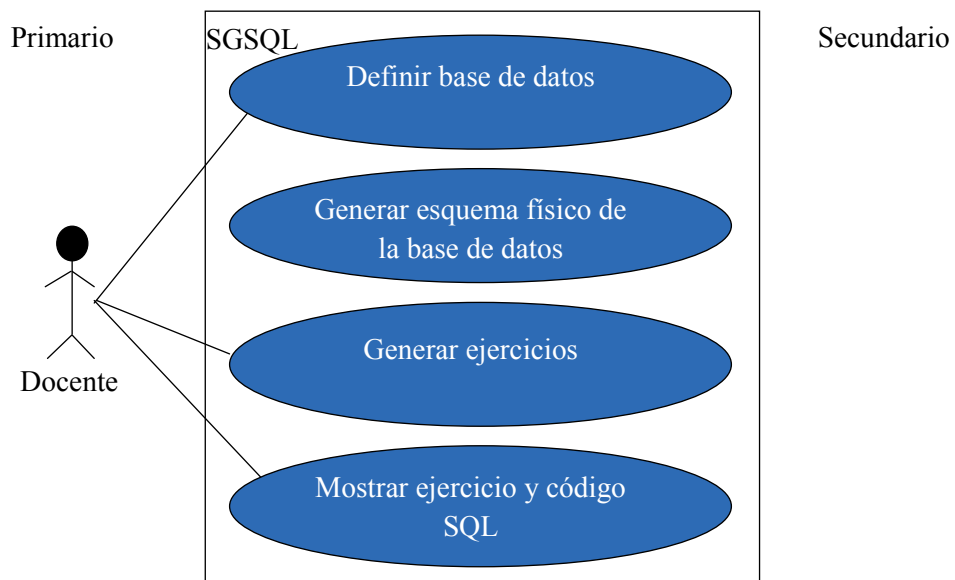 Primario
SGSQL
Secundario
Definir base de datos
Generar esquema físico de
la base de datos
Generar ejercicios
Docente
Mostrar ejercicio y código
SQL